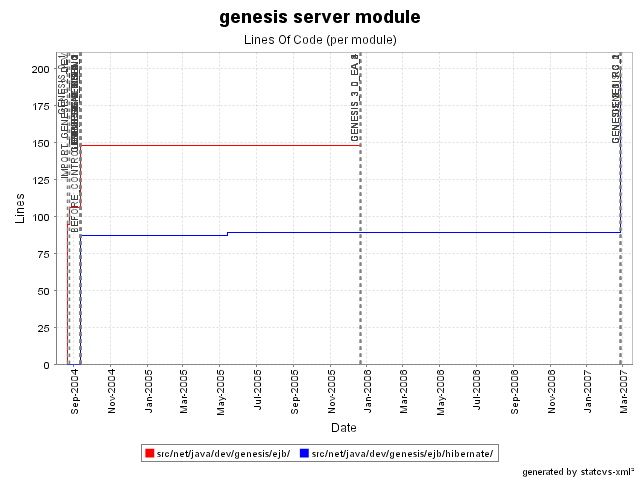 genesis server module
Lines Of Code (per module)
Lines
200
175
150
125
100
75
50
25
0
GENESIS_3_0_EA_
Sep-2004
Nov-2004
Jan-2005
Mar-2005
May-2005
Jul-2005
Sep-2005
Nov-2005
Jan-2006
Mar-2006
May-2006
Jul-2006
Sep-2006
Nov-2006
Jan-2007
Mar-2007
Date
src/net/java/dev/genesis/ejb/
src/net/java/dev/genesis/ejb/hibernate/
generated by statcvs-xml²